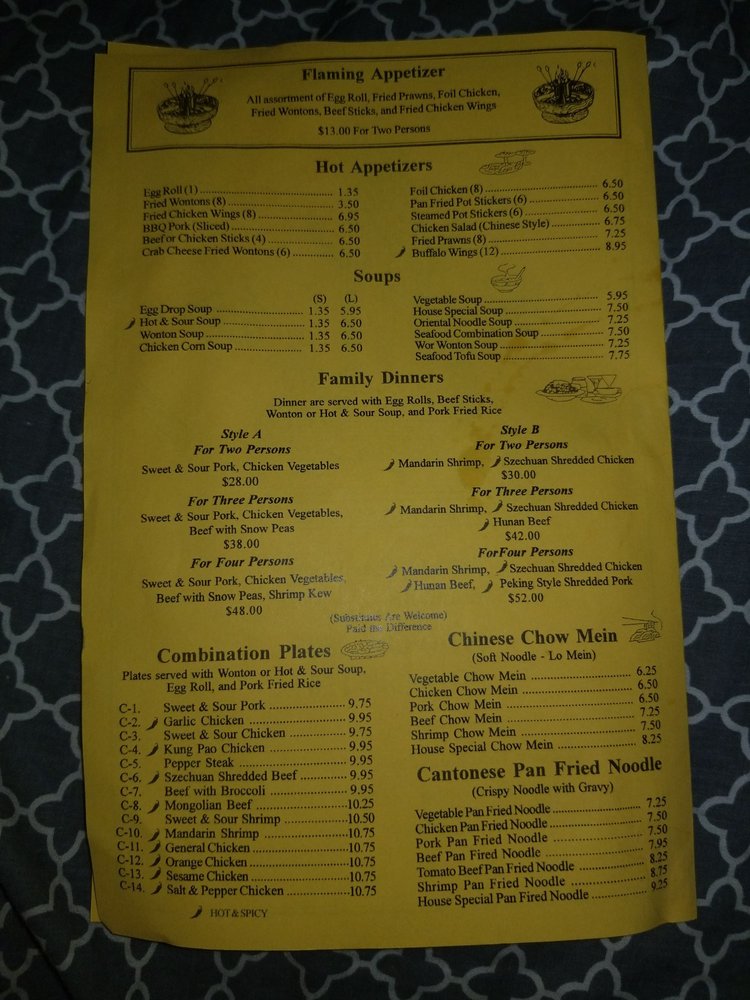 Flaming Appetizer
All assortment of Egg Roll, Fried Prawns, Foil Chicken,
Fried Wontons, Beef Sticks, and Fried Chicken Wings
$13.00 For Two Persons
Hot Appetizers
Egg Roll (1) 1.35
Fried Wontons (8) 3.50
Fried Chicken Wings (8) 6.95
BBQ Pork (Sliced) 6.50
Beef or Chicken Sticks (4) 6.50
Crab Cheese Fried Wontons (6) 6.50
Foil Chicken (8) 6.50
Pan Fried Pot Stickers (6) 6.50
Steamed Pot Stickers (6) 6.50
Chicken Salad (Chinese Style) 6.75
Fried Prawns (8) 7.25
Buffalo Wings (12) 8.95
Soups
(S) (L)
Egg Drop Soup 1.35 5.95
Hot & Sour Soup 1.35 6.50
Wonton Soup 1.35 6.50
Chicken Corn Soup 1.35 6.50
Vegetable Soup 5.95
House Special Soup 7.50
Oriental Noodle Soup 7.25
Seafood Combination Soup 7.50
Wor Wonton Soup 7.25
Seafood Tofu Soup 7.75
Family Dinners
Dinner are served with Egg Rolls, Beef Sticks,
Wonton or Hot & Sour Soup, and Pork Fried Rice
Style A
For Two Persons
Sweet & Sour Pork, Chicken Vegetables
$28.00
For Three Persons
Sweet & Sour Pork, Chicken Vegetables,
Beef with Snow Peas
$38.00
For Four Persons
Sweet & Sour Pork, Chicken Vegetables,
Beef with Snow Peas, Shrimp Kew
$48.00
Style B
For Two Persons
Mandarin Shrimp, Szechuan Shredded Chicken
$30.00
For Three Persons
Mandarin Shrimp, Szechuan Shredded Chicken
Hunan Beef
$42.00
For Four Persons
Mandarin Shrimp, Szechuan Shredded Chicken
Hunan Beef, Peking Style Shredded Pork
$52.00
(Substitutes Are Welcome)
Paid the Difference
Combination Plates
Plates served with Wonton or Hot & Sour Soup,
Egg Roll, and Pork Fried Rice
C-1. Sweet & Sour Pork 9.75
C-2. Garlic Chicken 9.95
C-3. Sweet & Sour Chicken 9.75
C-4. Kung Pao Chicken 9.95
C-5. Pepper Steak 9.95
C-6. Szechuan Shredded Beef 9.95
C-7. Beef with Broccoli 9.95
C-8. Mongolian Beef 10.25
C-9. Sweet & Sour Shrimp 10.50
C-10. Mandarin Shrimp 10.75
C-11. General Chicken 10.75
C-12. Orange Chicken 10.75
C-13. Sesame Chicken 10.75
C-14. Salt & Pepper Chicken 10.75
HOT & SPICY
Chinese Chow Mein
(Soft Noodle - Lo Mein)
Vegetable Chow Mein 6.25
Chicken Chow Mein 6.50
Pork Chow Mein 6.50
Beef Chow Mein 7.25
Shrimp Chow Mein 7.50
House Special Chow Mein 8.25
Cantonese Pan Fried Noodle
(Crispy Noodle with Gravy)
Vegetable Pan Fried Noodle 7.25
Chicken Pan Fried Noodle 7.50
Pork Pan Fried Noodle 7.50
Beef Pan Fired Noodle 7.95
Tomato Beef Pan Fried Noodle 8.25
Shrimp Pan Fried Noodle 8.75
House Special Pan Fired Noodle 9.25